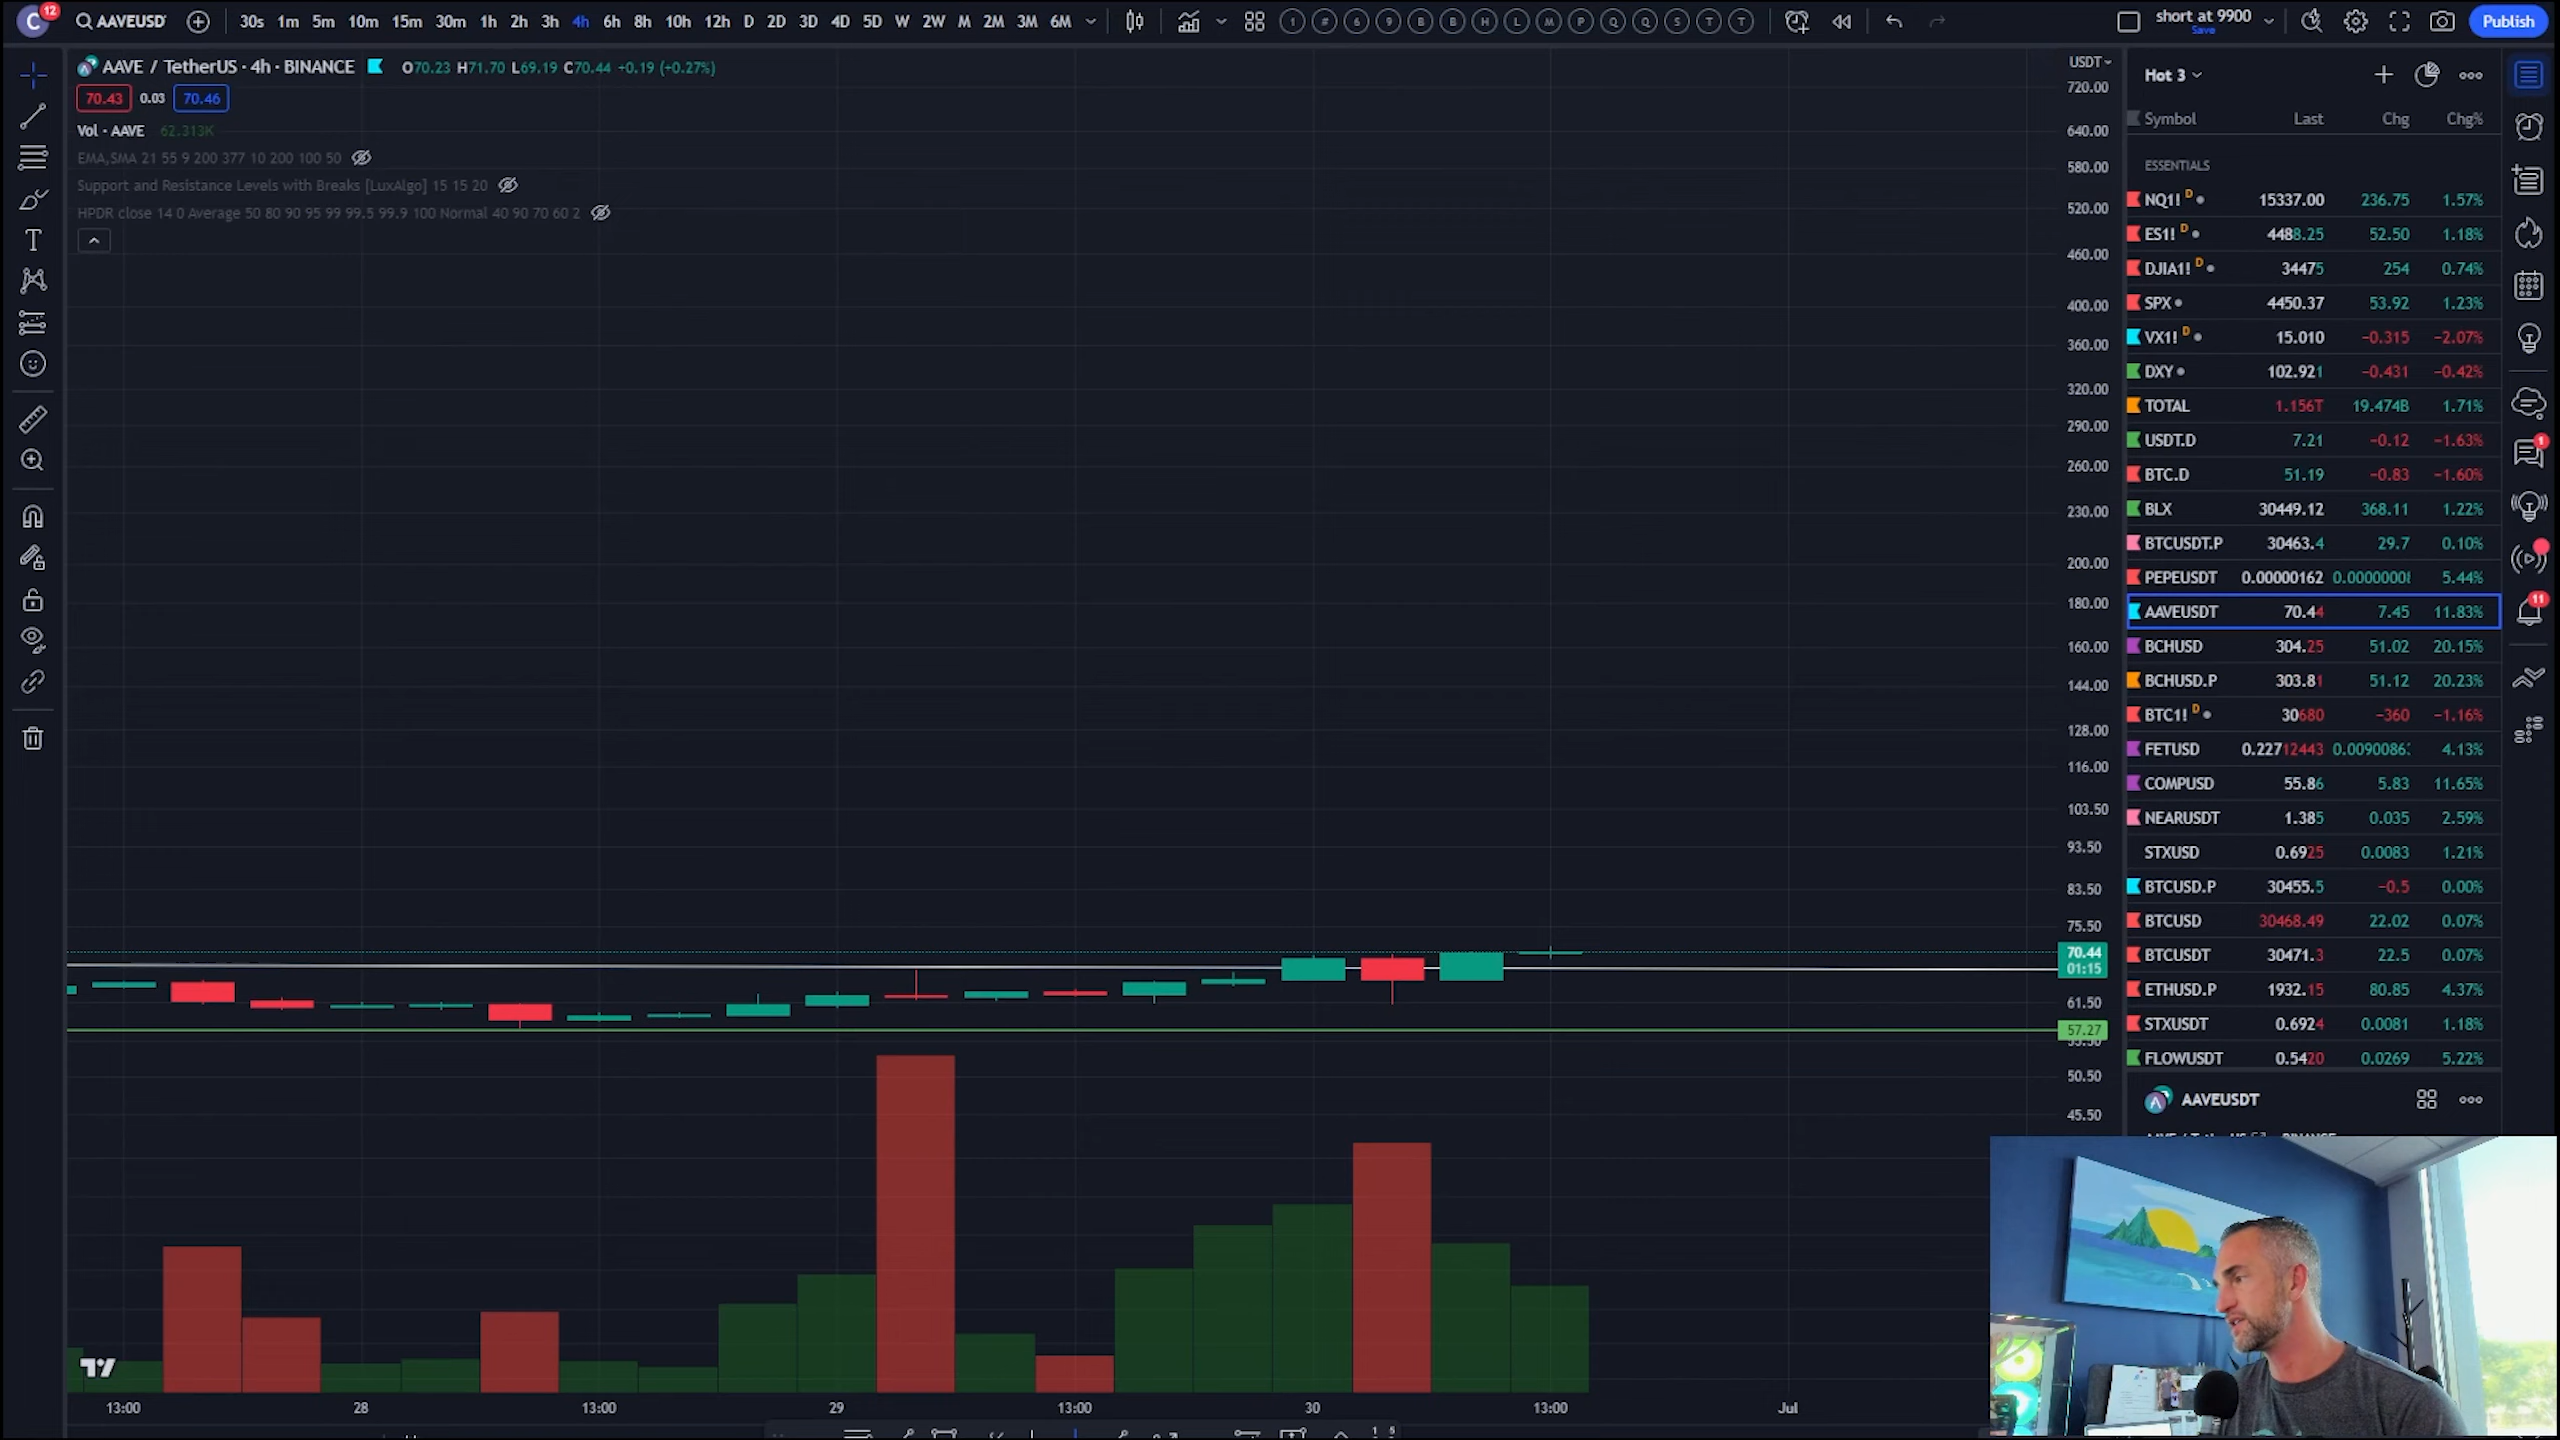 C 12 AAVEUSD 30s 1m 5m 10m 15m 30m 1h 2h 3h 4h 6h 8h 10h 12h D 2D 3D 4D 5D W 2W M 2M 3M 6M 1 # 6 9 B B H L M P Q Q S T T short at 9900 Save Publish
AAVE / TetherUS · 4h · BINANCE O70.23 H71.70 L69.19 C70.44 +0.19 (+0.27%)
70.43 0.03 70.46
Vol · AAVE 62.313K
EMA,SMA 21 55 9 200 377 10 200 100 50
Support and Resistance Levels with Breaks [LuxAlgo] 15 15 20
HPDR close 14 0 Average 50 80 90 95 99 99.5 99.9 100 Normal 40 90 70 60 2
USDT
720.00
640.00
580.00
520.00
460.00
400.00
360.00
320.00
290.00
260.00
230.00
200.00
180.00
160.00
144.00
128.00
116.00
103.50
93.50
83.50
75.50
70.44
01:15
61.50
57.27
50.50
45.50
13:00 28 13:00 29 13:00 30 13:00 Jul
Hot 3
Symbol Last Chg Chg%
ESSENTIALS
NQ1! D 15337.00 236.75 1.57%
ES1! D 4488.25 52.50 1.18%
DJIA1! D 34475 254 0.74%
SPX 4450.37 53.92 1.23%
VX1! D 15.010 −0.315 −2.07%
DXY 102.921 −0.431 −0.42%
TOTAL 1.156T 19.474B 1.71%
USDT.D 7.21 −0.12 −1.63%
BTC.D 51.19 −0.83 −1.60%
BLX 30449.12 368.11 1.22%
BTCUSDT.P 30463.4 29.7 0.10%
PEPEUSDT 0.00000162 0.0000000 5.44%
AAVEUSDT 70.44 7.45 11.83%
BCHUSD 304.25 51.02 20.15%
BCHUSD.P 303.81 51.12 20.23%
BTC1! D 30680 −360 −1.16%
FETUSD 0.22712443 0.0090086 4.13%
COMPUSD 55.86 5.83 11.65%
NEARUSDT 1.385 0.035 2.59%
STXUSD 0.6925 0.0083 1.21%
BTCUSD.P 30455.5 −0.5 0.00%
BTCUSD 30468.49 22.02 0.07%
BTCUSDT 30471.3 22.5 0.07%
ETHUSD.P 1932.15 80.85 4.37%
STXUSDT 0.6924 0.0081 1.18%
FLOWUSDT 0.5420 0.0269 5.22%
AAVEUSDT
1
11